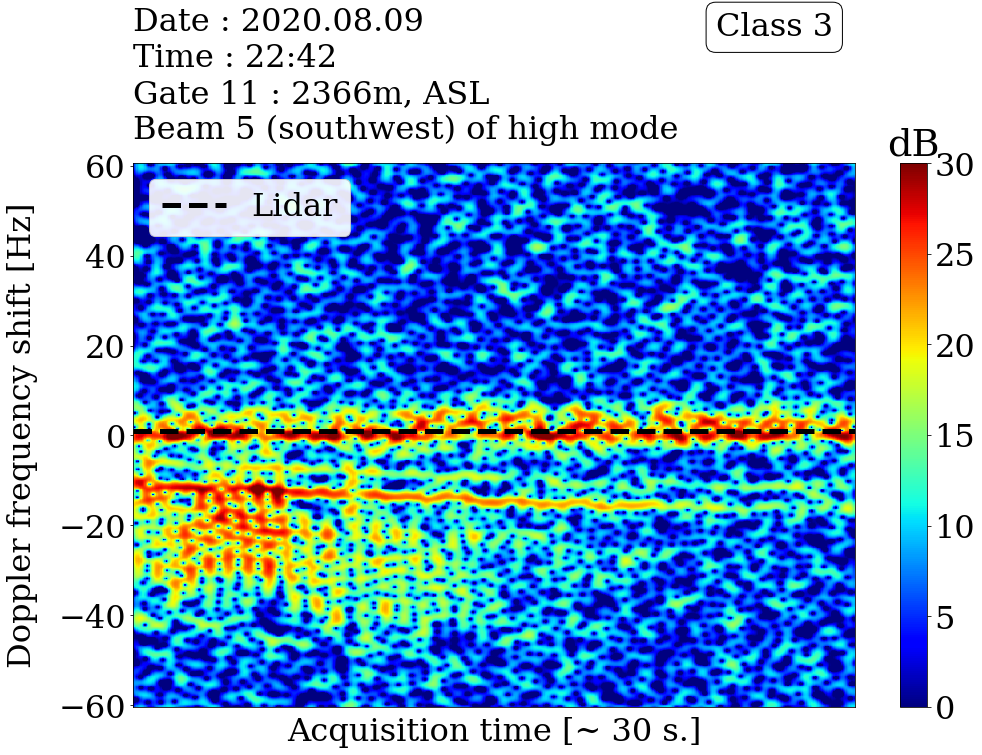 Date : 2020.08.09
Time : 22:42
Gate 11 : 2366m, ASL
Beam 5 (southwest) of high mode
Class 3
dB
Lidar
60
40
20
0
−20
−40
−60
Doppler frequency shift [Hz]
Acquisition time [~ 30 s.]
30
25
20
15
10
5
0